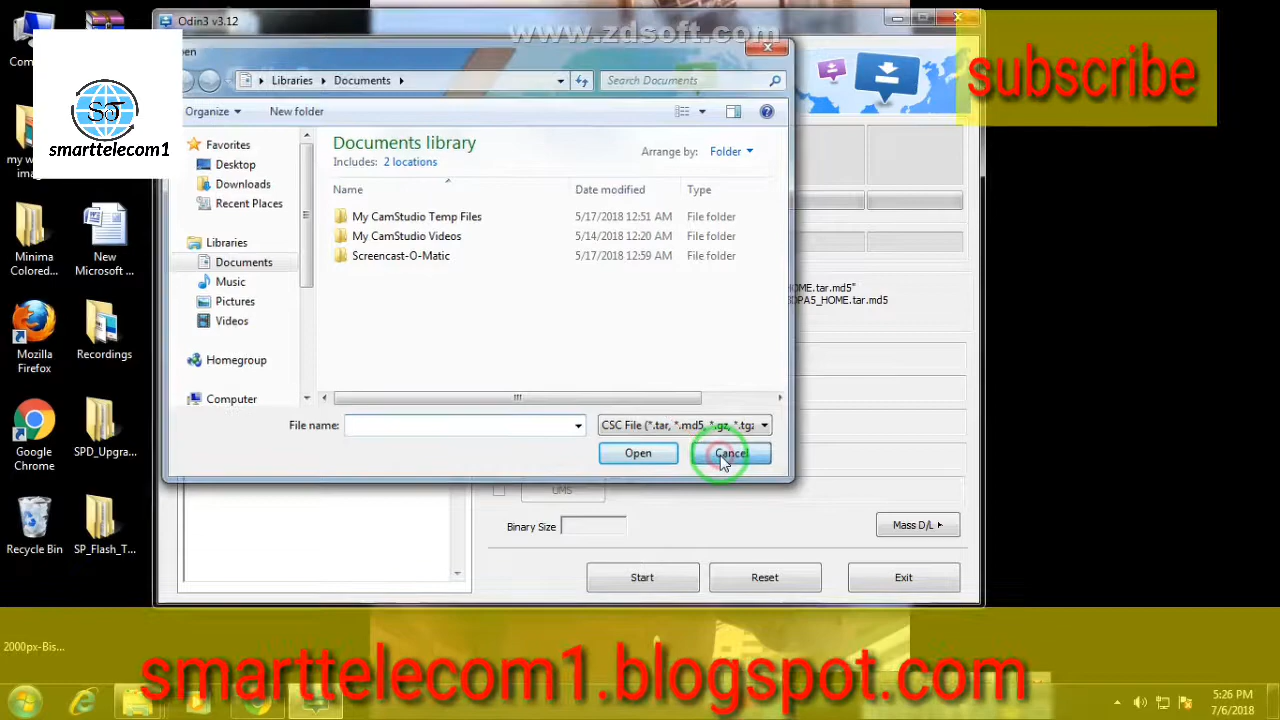 Odin3 v3.12
www.zdsoft.com
subscribe
Libraries
Documents
Search Documents
Organize
New folder
SOT
smarttelecom1
Favorites
Desktop
Downloads
Recent Places
Libraries
Documents
Music
Pictures
Videos
Homegroup
Computer
Documents library
Includes: 2 locations
Arrange by: Folder
Name Date modified Type
My CamStudio Temp Files 5/17/2018 12:51 AM File folder
My CamStudio Videos 5/14/2018 12:20 AM File folder
Screencast-O-Matic 5/17/2018 12:59 AM File folder
File name:
CSC File (*.tar, *.md5, *.gz, *.tgz
Open
Cancel
HOME.tar.md5"
DPA5_HOME.tar.md5
UMS
Binary Size
Mass D/L
Start
Reset
Exit
Minima
Colored...
New
Microsoft ...
Mozilla
Firefox
Recordings
Google
Chrome
SPD_Upgra...
Recycle Bin
SP_Flash_T...
2000px-Bis...
smarttelecom1.blogspot.com
5:26 PM
7/6/2018